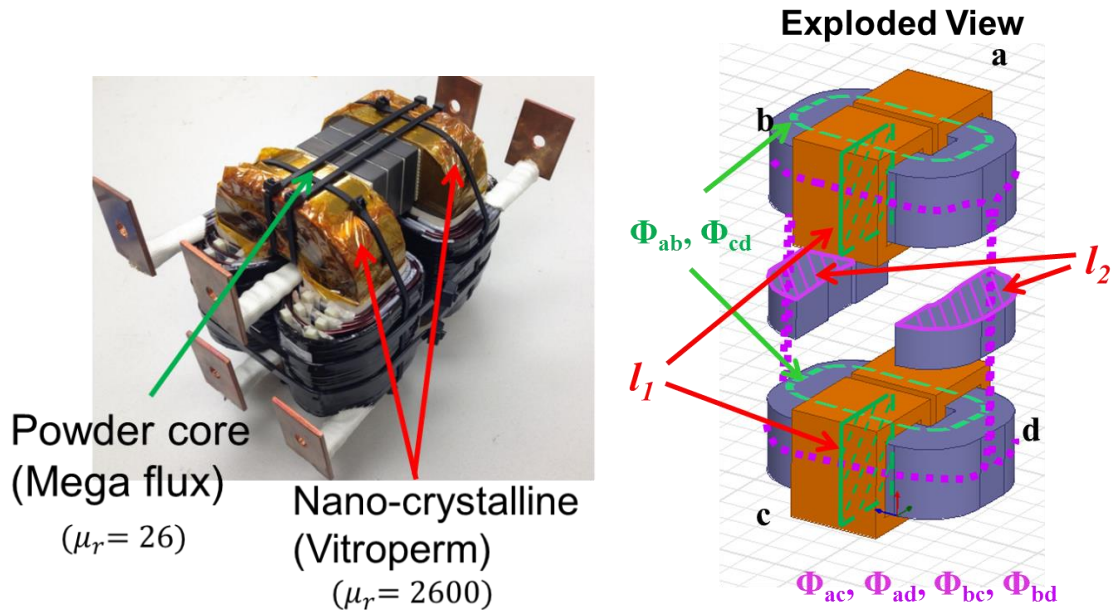 Exploded View
a
b
Φab, Φcd
l2
l1
d
c
Φac, Φad, Φbc, Φbd
Powder core
(Mega flux)
(μr= 26)
Nano-crystalline
(Vitroperm)
(μr= 2600)